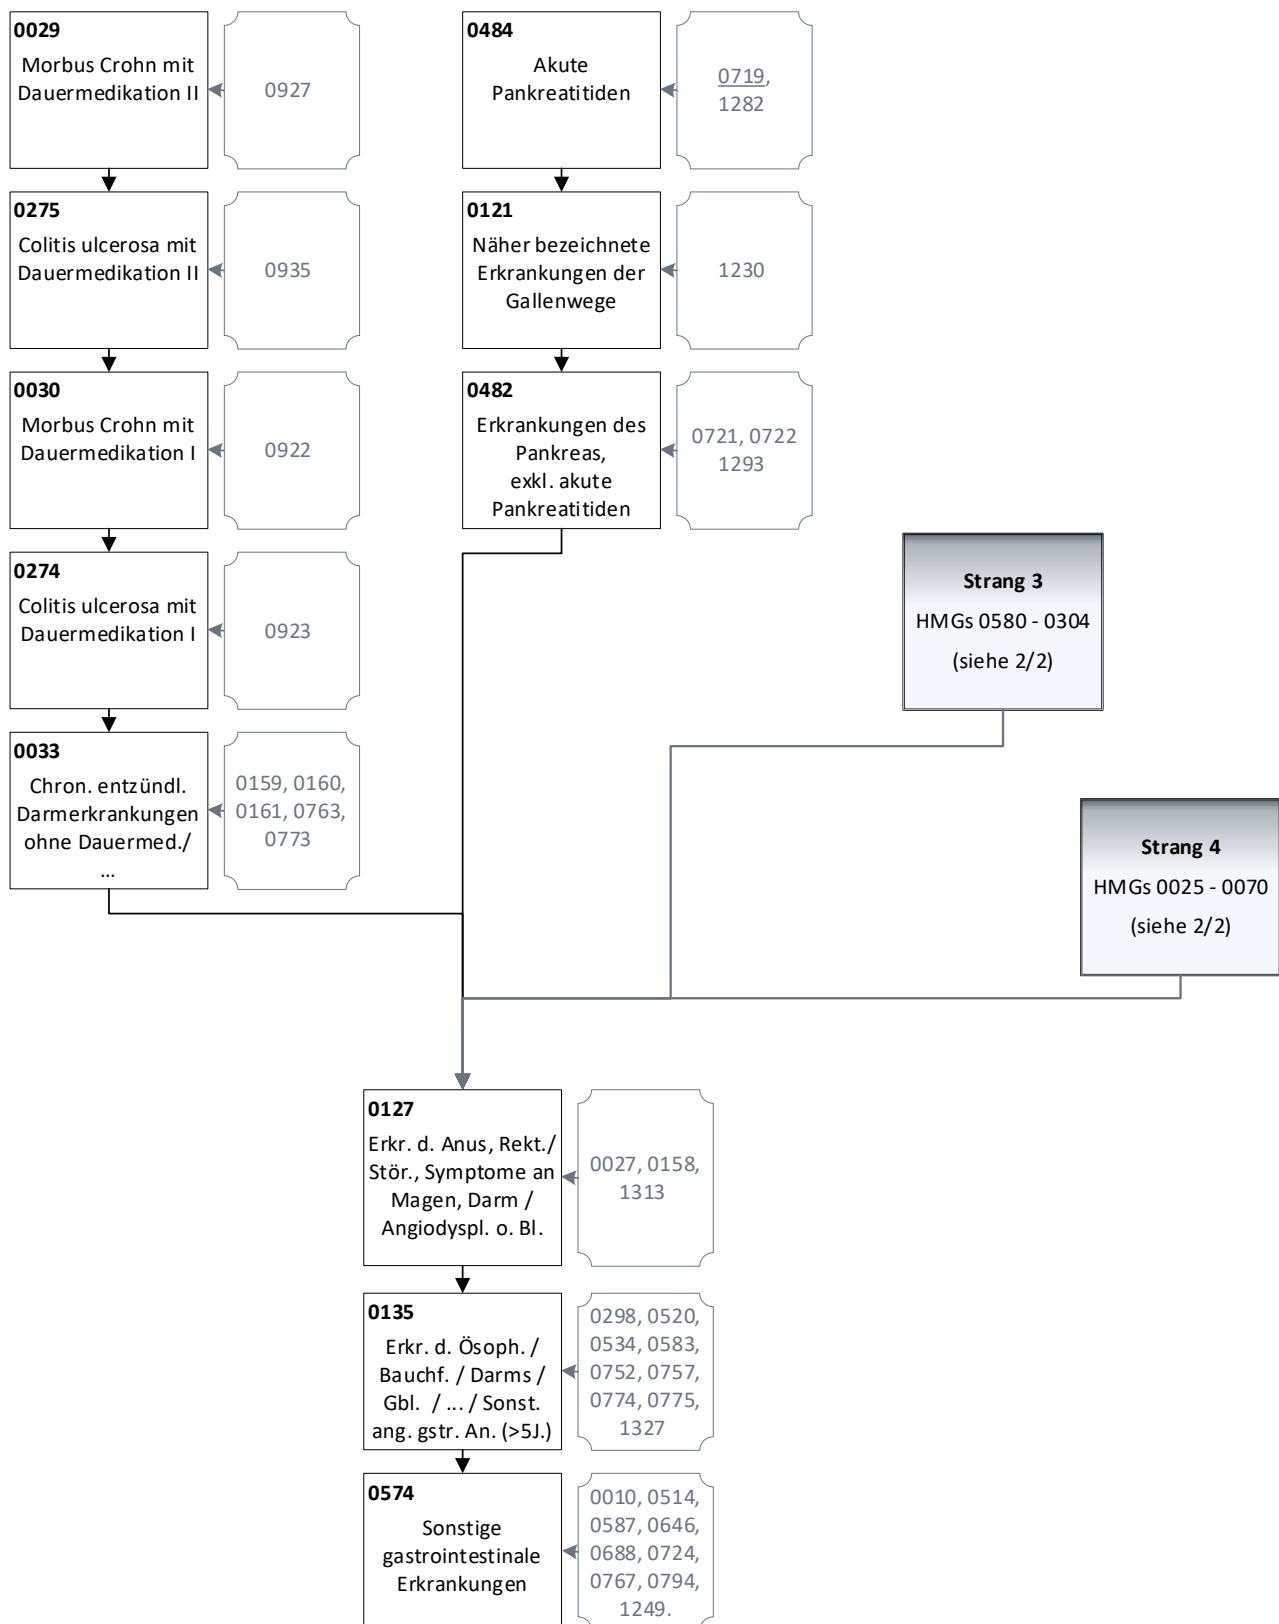 0029
Morbus Crohn mit
Dauermedikation II
0927
0484
Akute
Pankreatitiden
0719,
1282
0275
Colitis ulcerosa mit
Dauermedikation II
0935
0121
Näher bezeichnete
Erkrankungen der
Gallenwege
1230
0030
Morbus Crohn mit
Dauermedikation I
0922
0482
Erkrankungen des
Pankreas,
exkl. akute
Pankreatitiden
0721, 0722
1293
0274
Colitis ulcerosa mit
Dauermedikation I
0923
Strang 3
HMGs 0580 - 0304
(siehe 2/2)
0033
Chron. entzündl.
Darmerkrankungen
ohne Dauermed./
...
0159, 0160,
0161, 0763,
0773
Strang 4
HMGs 0025 - 0070
(siehe 2/2)
0127
Erkr. d. Anus, Rekt./
Stör., Symptome an
Magen, Darm /
Angiodyspl. o. Bl.
0027, 0158,
1313
0135
Erkr. d. Ösoph. /
Bauchf. / Darms /
Gbl. / ... / Sonst.
ang. gstr. An. (>5J.)
0298, 0520,
0534, 0583,
0752, 0757,
0774, 0775,
1327
0574
Sonstige
gastrointestinale
Erkrankungen
0010, 0514,
0587, 0646,
0688, 0724,
0767, 0794,
1249.